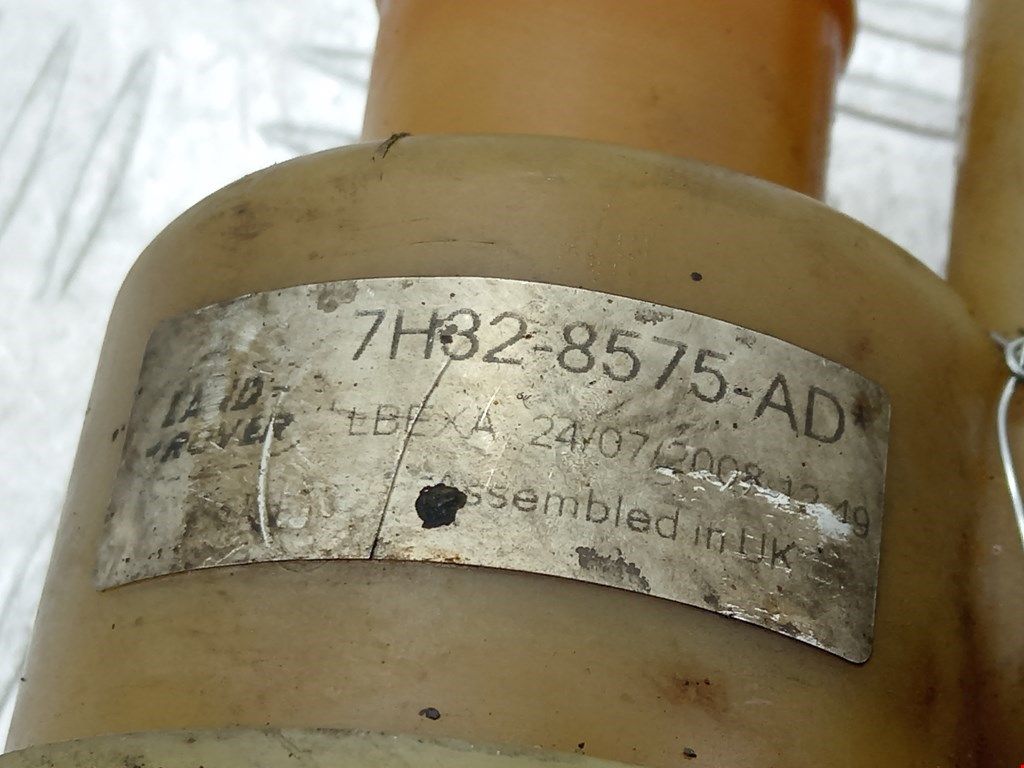 7H32-8575-AD*
LAND-
-ROVER
LBEXA 24/07/2008 12:49
Assembled in UK